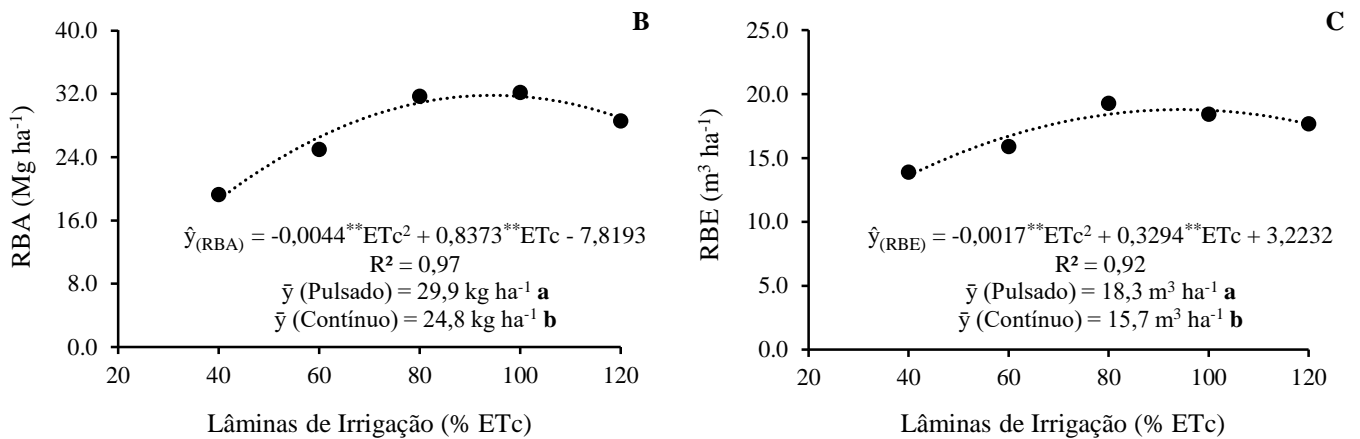 B
40.0
32.0
24.0
16.0
8.0
0.0
RBA (Mg ha⁻¹)
ŷ(RBA) = -0,0044**ETc² + 0,8373**ETc - 7,8193
R² = 0,97
ȳ (Pulsado) = 29,9 kg ha⁻¹ a
ȳ (Contínuo) = 24,8 kg ha⁻¹ b
20 40 60 80 100 120
Lâminas de Irrigação (% ETc)
C
25.0
20.0
15.0
10.0
5.0
0.0
RBE (m³ ha⁻¹)
ŷ(RBE) = -0,0017**ETc² + 0,3294**ETc + 3,2232
R² = 0,92
ȳ (Pulsado) = 18,3 m³ ha⁻¹ a
ȳ (Contínuo) = 15,7 m³ ha⁻¹ b
20 40 60 80 100 120
Lâminas de Irrigação (% ETc)